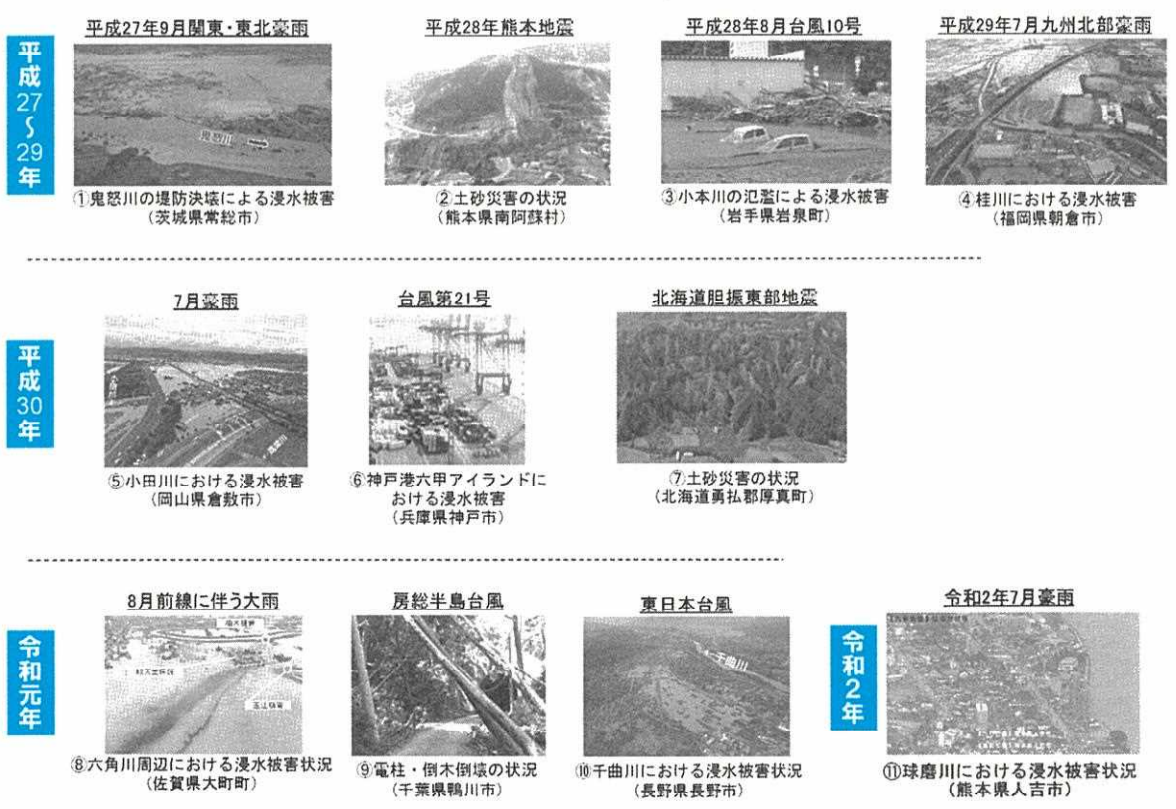 平成27〜29年
平成27年9月関東・東北豪雨
鬼怒川
①鬼怒川の堤防決壊による浸水被害
（茨城県常総市）
平成28年熊本地震
②土砂災害の状況
（熊本県南阿蘇村）
平成28年8月台風10号
③小本川の氾濫による浸水被害
（岩手県岩泉町）
平成29年7月九州北部豪雨
④桂川における浸水被害
（福岡県朝倉市）
平成30年
7月豪雨
⑤小田川における浸水被害
（岡山県倉敷市）
台風第21号
⑥神戸港六甲アイランドに
おける浸水被害
（兵庫県神戸市）
北海道胆振東部地震
⑦土砂災害の状況
（北海道勇払郡厚真町）
令和元年
8月前線に伴う大雨
⑧六角川周辺における浸水被害状況
（佐賀県大町町）
房総半島台風
⑨電柱・倒木倒壊の状況
（千葉県鴨川市）
東日本台風
千曲川
⑩千曲川における浸水被害状況
（長野県長野市）
令和2年
令和2年7月豪雨
⑪球磨川における浸水被害状況
（熊本県人吉市）